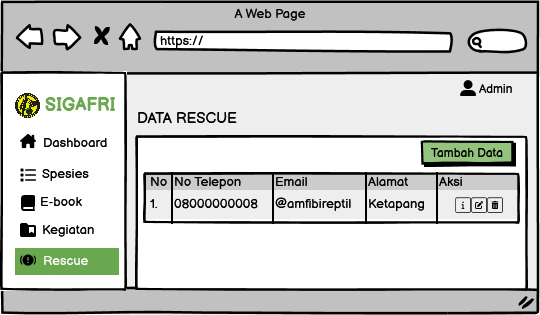 A Web Page
https://
Admin
SIGAFRI
Dashboard
Spesies
E-book
Kegiatan
Rescue
DATA RESCUE
Tambah Data
No No Telepon Email Alamat Aksi
1. 08000000008 @amfibireptil Ketapang i